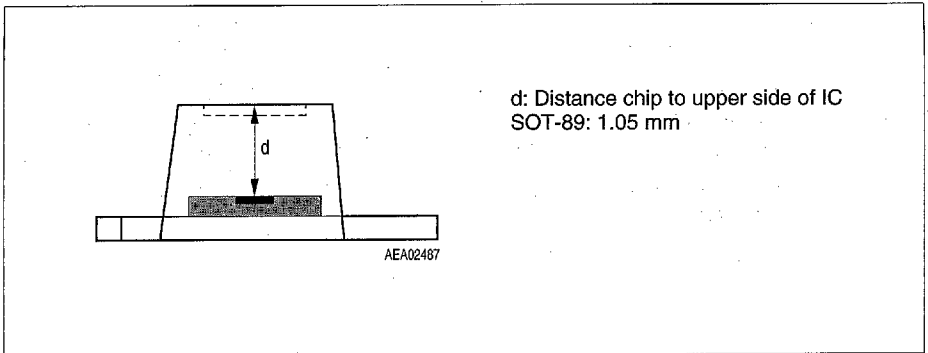 d: Distance chip to upper side of IC
SOT-89: 1.05 mm
d
AEA02487